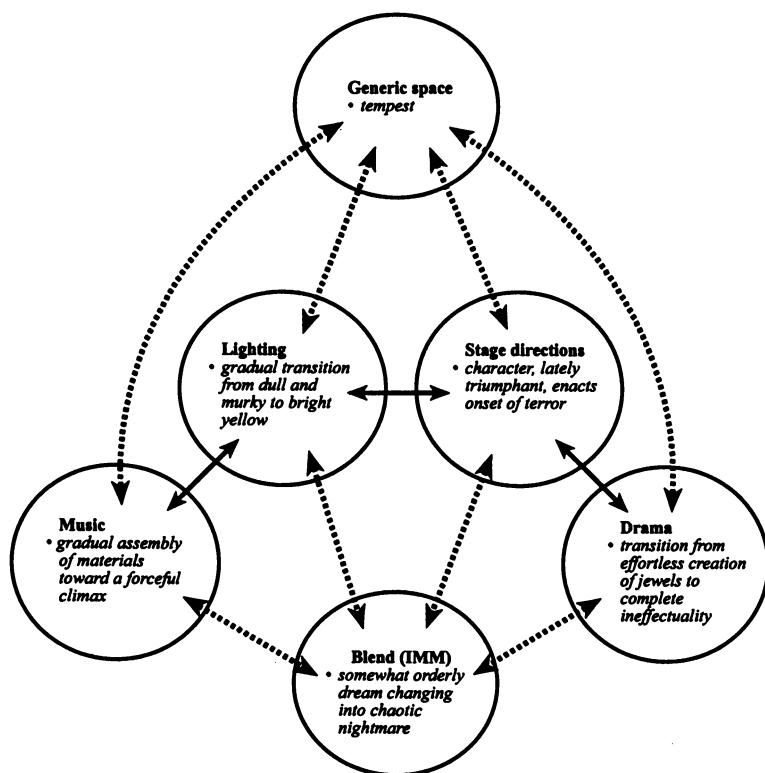 Generic space
• tempest
Lighting
• gradual transition
from dull and
murky to bright
yellow
Stage directions
• character, lately
triumphant, enacts
onset of terror
Music
• gradual assembly
of materials
toward a forceful
climax
Drama
• transition from
effortless creation
of jewels to
complete
ineffectuality
Blend (IMM)
• somewhat orderly
dream changing
into chaotic
nightmare